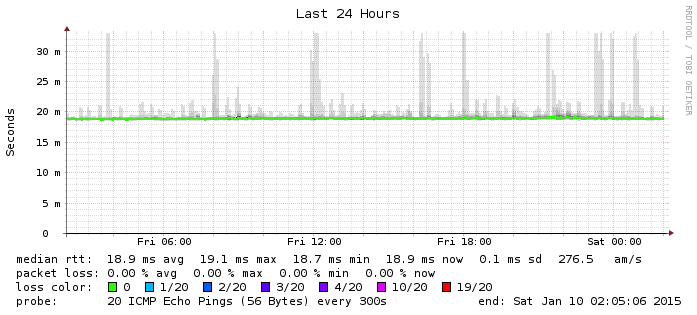 Last 24 Hours
RRDTOOL / TOBI OETIKER
Seconds
30 m
25 m
20 m
15 m
10 m
5 m
0
Fri 06:00 Fri 12:00 Fri 18:00 Sat 00:00
median rtt: 18.9 ms avg 19.1 ms max 18.7 ms min 18.9 ms now 0.1 ms sd 276.5 am/s
packet loss: 0.00 % avg 0.00 % max 0.00 % min 0.00 % now
loss color: 0 1/20 2/20 3/20 4/20 10/20 19/20
probe: 20 ICMP Echo Pings (56 Bytes) every 300s end: Sat Jan 10 02:05:06 2015